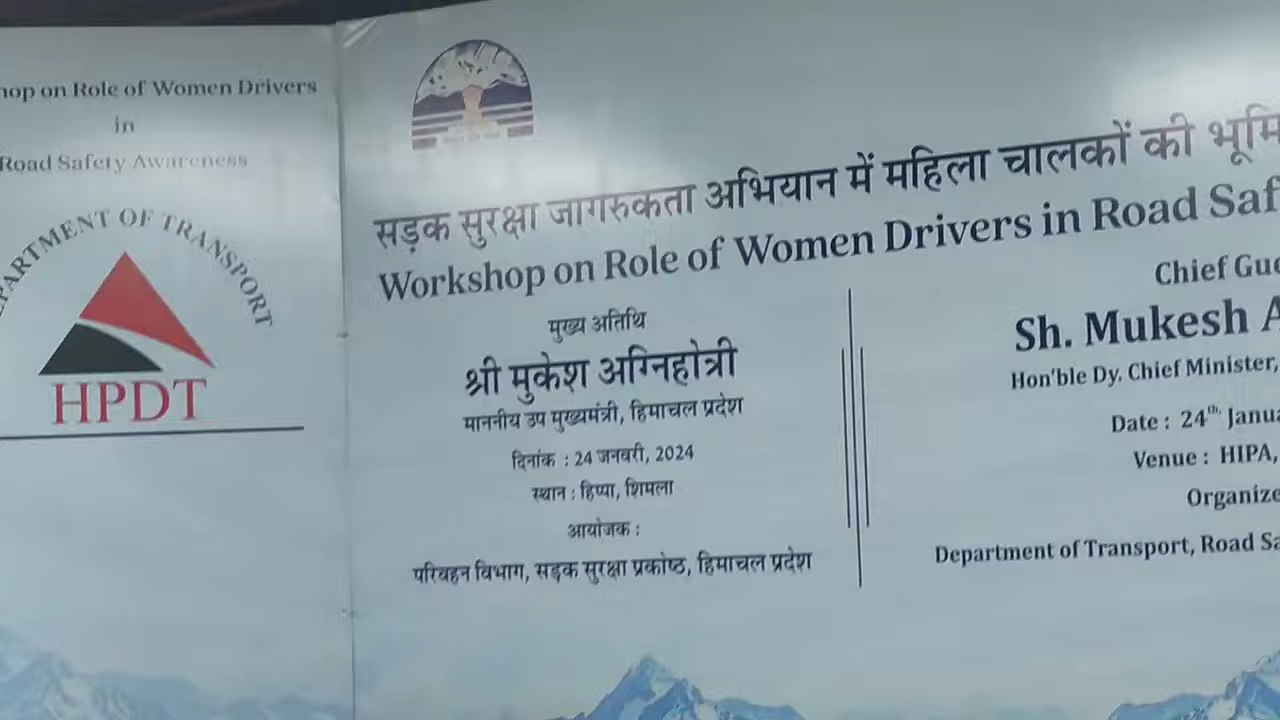 on Role of Women Drivers
in
Road Safety Awareness
OF TRANSPORT
HPDT
सड़क सुरक्षा जागरुकता अभियान में महिला चालकों की
Workshop on Role of Women Drivers in Road
मुख्य अतिथि
श्री मुकेश अग्निहोत्री
माननीय उप मुख्यमंत्री, हिमाचल प्रदेश
दिनांक : 24 जनवरी, 2024
स्थान : हिप्पा, शिमला
आयोजक :
परिवहन विभाग, सड़क सुरक्षा प्रकोष्ठ, हिमाचल प्रदेश
Chief
Sh. Mukesh
Hon'ble Dy. Chief Minister,
Date : 24th,
Venue : HIPA,
Department of Transport, Road